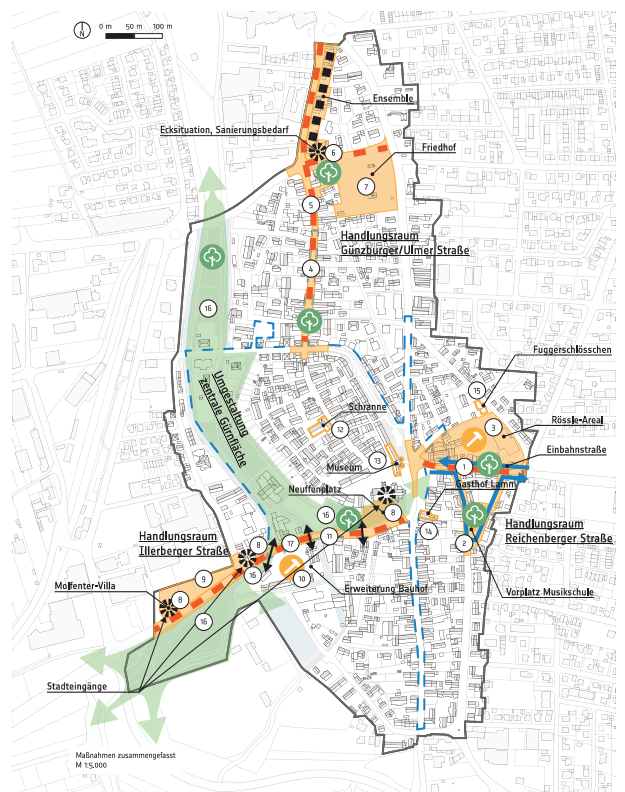 0 m 50 m 100 m
N
Ensemble
Ecksituation, Sanierungsbedarf
6
Friedhof
7
5
Handlungsraum
Günzburger/Ulmer Straße
4
16
Fuggerschlösschen
15
Umgestaltung
zentrale Grünfläche
Schranne
12
3
Rössle-Areal
13
Museum
1
Einbahnstraße
Gasthof Lamm
Neuffenplatz
8
16
14
Handlungsraum
Reichenberger Straße
2
Handlungsraum
Illerberger Straße
8
17
11
9
16
10
Erweiterung Bauhof
Vorplatz Musikschule
Molfenter-Villa
8
16
Stadteingänge
Maßnahmen zusammengefasst
M 1:5.000